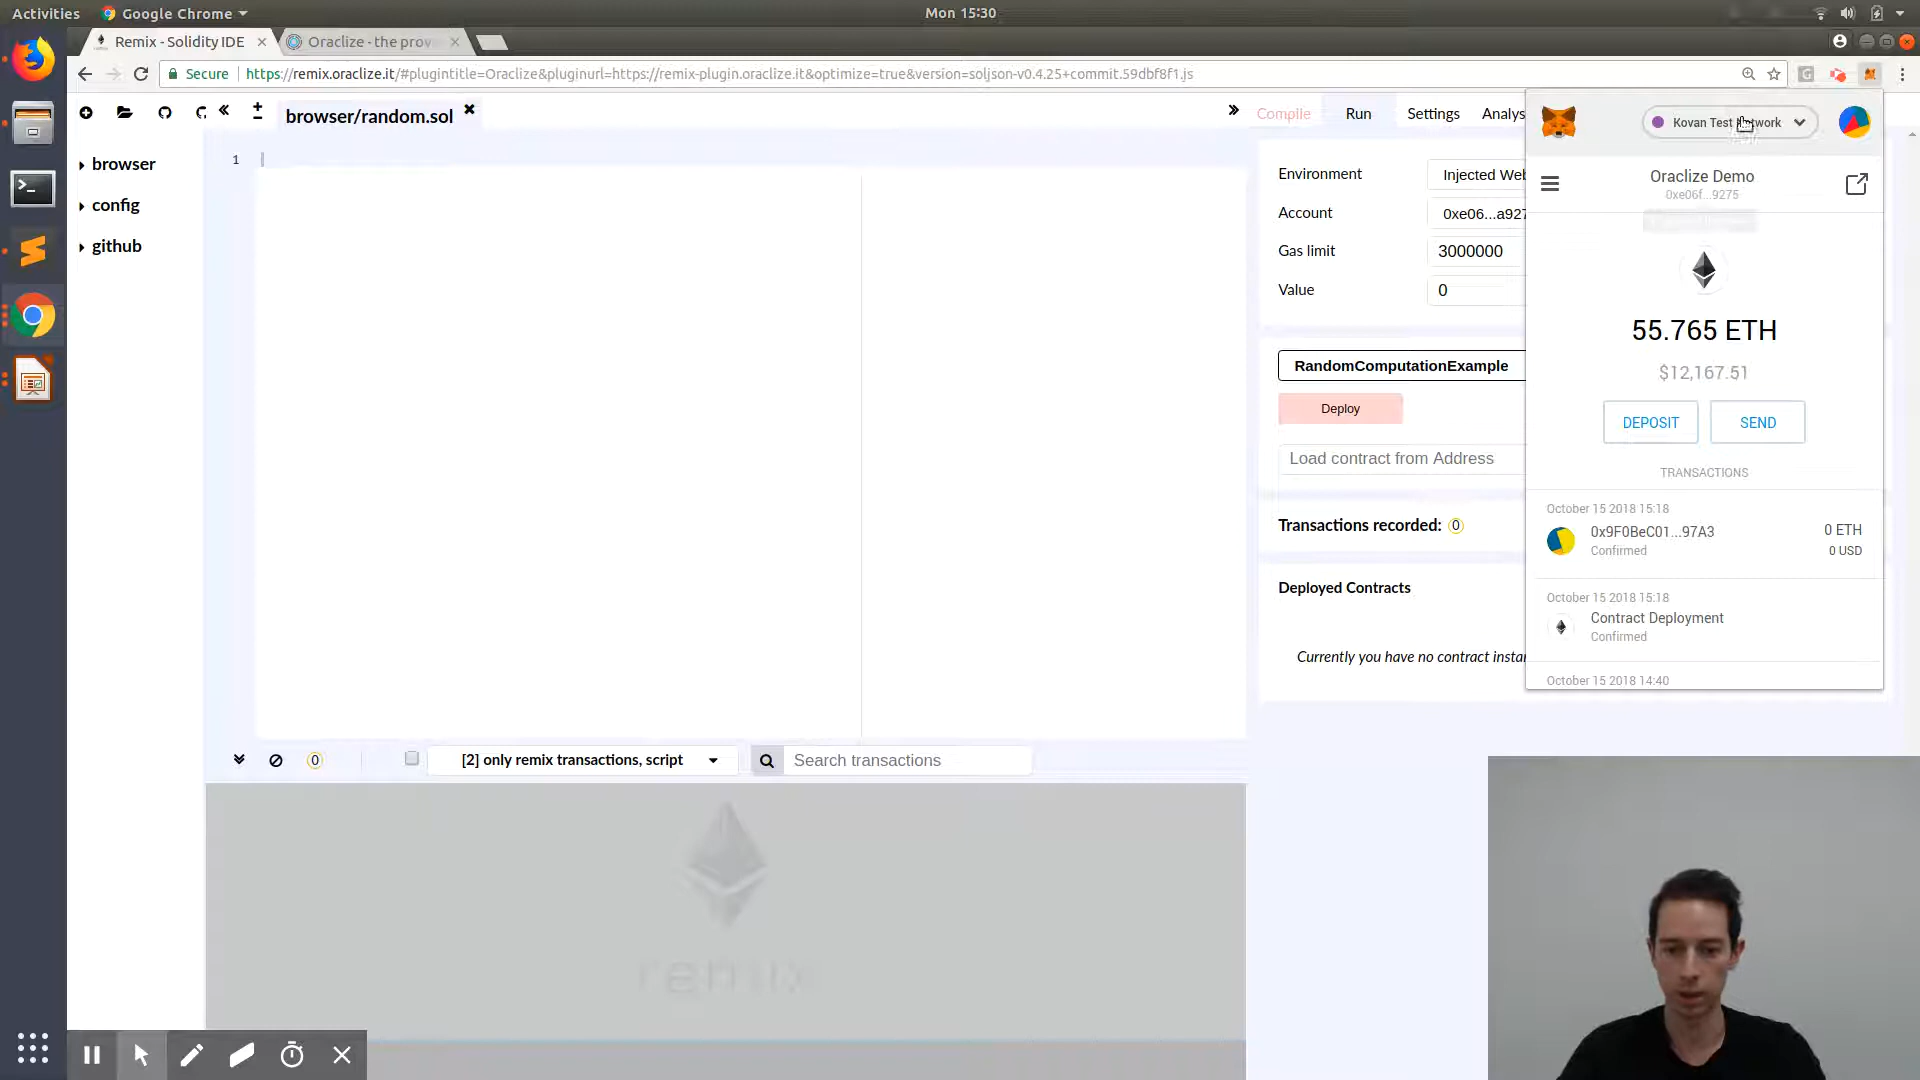 Activities
Google Chrome
Mon 15:30
Remix - Solidity IDE
Oraclize - the prov
Secure
https://remix.oraclize.it/#plugintitle=Oraclize&pluginurl=https://remix-plugin.oraclize.it&optimize=true&version=soljson-v0.4.25+commit.59dbf8f1.js
browser/random.sol
Compile
Run
Settings
Analys
browser
config
github
1
Environment
Injected Web
Account
0xe06...a927
Gas limit
3000000
Value
0
RandomComputationExample
Deploy
Load contract from Address
Transactions recorded: 0
Deployed Contracts
Currently you have no contract instan
Kovan Test Network
Oraclize Demo
0xe06f...9275
55.765 ETH
$12,167.51
DEPOSIT
SEND
TRANSACTIONS
October 15 2018 15:18
0x9F0BeC01...97A3
0 ETH
Confirmed
0 USD
October 15 2018 15:18
Contract Deployment
Confirmed
October 15 2018 14:40
0
[2] only remix transactions, script
Search transactions
remix